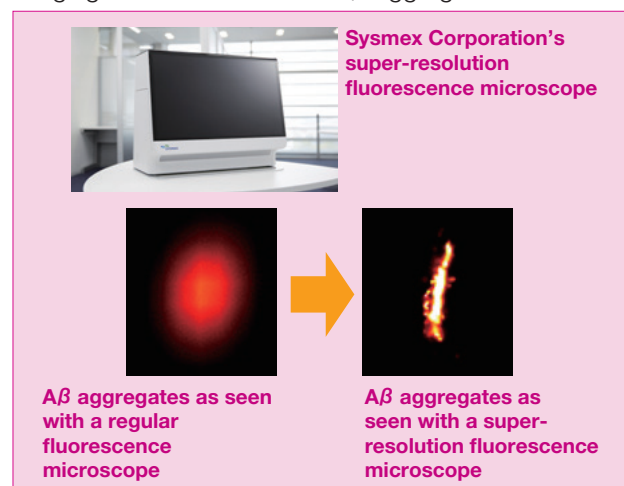 Sysmex Corporation's
super-resolution
fluorescence microscope
Aβ aggregates as seen
with a regular
fluorescence
microscope
Aβ aggregates as
seen with a super-
resolution fluorescence
microscope